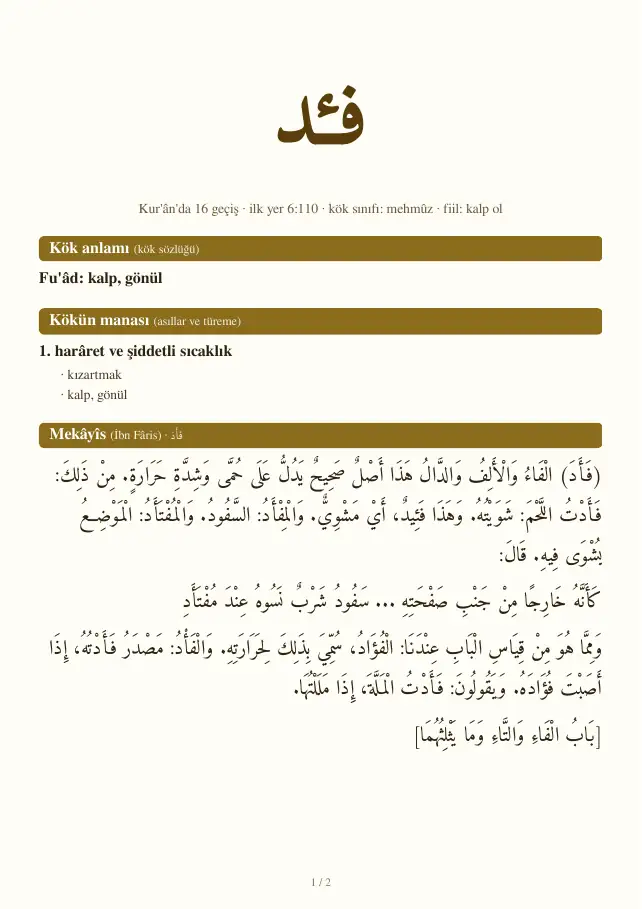 فئد
Kur'ân'da 16 geçiş · ilk yer 6:110 · kök sınıfı: mehmûz · fiil: kalp ol
Kök anlamı (kök sözlüğü)
Fu'âd: kalp, gönül
Kökün manası (asıllar ve türeme)
1. harâret ve şiddetli sıcaklık
· kızartmak
· kalp, gönül
Mekâyîs (İbn Fâris) · فأد
(فَأَدَ) الْفَاءُ وَالْأَلِفُ وَالدَّالُ هَذَا أَصْلٌ صَحِيحٌ يَدُلُّ عَلَى حُمَّى وَشِدَّةِ حَرَارَةٍ. مِنْ ذَلِكَ:
فَأَدْتُ اللَّحْمَ: شَوَيْتُهُ. وَهَذَا فَئِيدٌ، أَيْ مَشْوِيٌّ. وَالْمِفْأَدُ: السَّفُودُ. وَالْمُفْتَأَدُ: الْمَوْضِعُ
يُشْوَى فِيهِ. قَالَ:
كَأَنَّهُ خَارِجًا مِنْ جَنْبِ صَفْحَتِهِ ... سَفُودُ شَرْبٌ نَسُوهُ عِنْدَ مُفْتَأَدِ
وَمِمَّا هُوَ مِنْ قِيَاسِ الْبَابِ عِنْدَنَا: الْفُؤَادُ، سُمِّيَ بِذَلِكَ لِحَرَارَتِهِ. وَالْفَأْدُ: مَصْدَرُ فَأَدْتُهُ، إِذَا
أَصَبْتَ فُؤَادَهُ. وَيَقُولُونَ: فَأَدْتُ الْمَلَّةَ، إِذَا مَلَلْتُهَا.
[بَابُ الْفَاءِ وَالتَّاءِ وَمَا يَثْلِثُهُمَا]
1 / 2